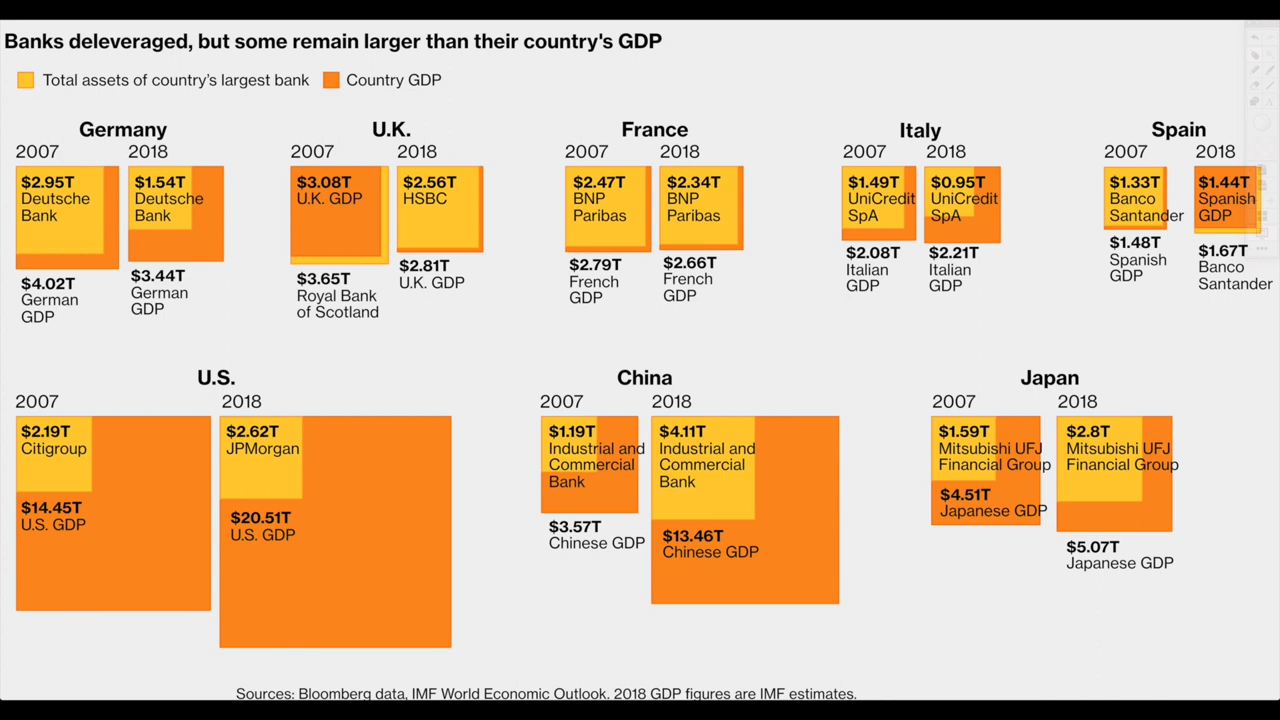 Banks deleveraged, but some remain larger than their country's GDP
Total assets of country's largest bank
Country GDP
Germany
2007
$2.95T
Deutsche
Bank
$4.02T
German
GDP
2018
$1.54T
Deutsche
Bank
$3.44T
German
GDP
U.K.
2007
$3.08T
U.K. GDP
$3.65T
Royal Bank
of Scotland
2018
$2.56T
HSBC
$2.81T
U.K. GDP
France
2007
$2.47T
BNP
Paribas
$2.79T
French
GDP
2018
$2.34T
BNP
Paribas
$2.66T
French
GDP
Italy
2007
$1.49T
UniCredit
SpA
$2.08T
Italian
GDP
2018
$0.95T
UniCredit
SpA
$2.21T
Italian
GDP
Spain
2007
$1.33T
Banco
Santander
$1.48T
Spanish
GDP
2018
$1.44T
Spanish
GDP
$1.67T
Banco
Santander
U.S.
2007
$2.19T
Citigroup
$14.45T
U.S. GDP
2018
$2.62T
JPMorgan
$20.51T
U.S. GDP
China
2007
$1.19T
Industrial and
Commercial
Bank
$3.57T
Chinese GDP
2018
$4.11T
Industrial and
Commercial
Bank
$13.46T
Chinese GDP
Japan
2007
$1.59T
Mitsubishi UFJ
Financial Group
$4.51T
Japanese GDP
2018
$2.8T
Mitsubishi UFJ
Financial Group
$5.07T
Japanese GDP
Sources: Bloomberg data, IMF World Economic Outlook. 2018 GDP figures are IMF estimates.